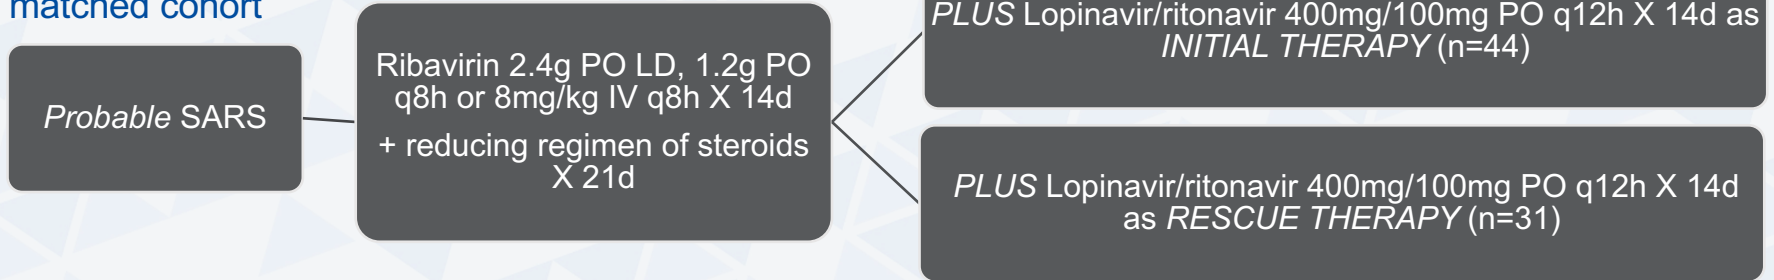 matched cohort
Probable SARS
Ribavirin 2.4g PO LD, 1.2g PO
q8h or 8mg/kg IV q8h X 14d
+ reducing regimen of steroids
X 21d
PLUS Lopinavir/ritonavir 400mg/100mg PO q12h X 14d as
INITIAL THERAPY (n=44)
PLUS Lopinavir/ritonavir 400mg/100mg PO q12h X 14d
as RESCUE THERAPY (n=31)